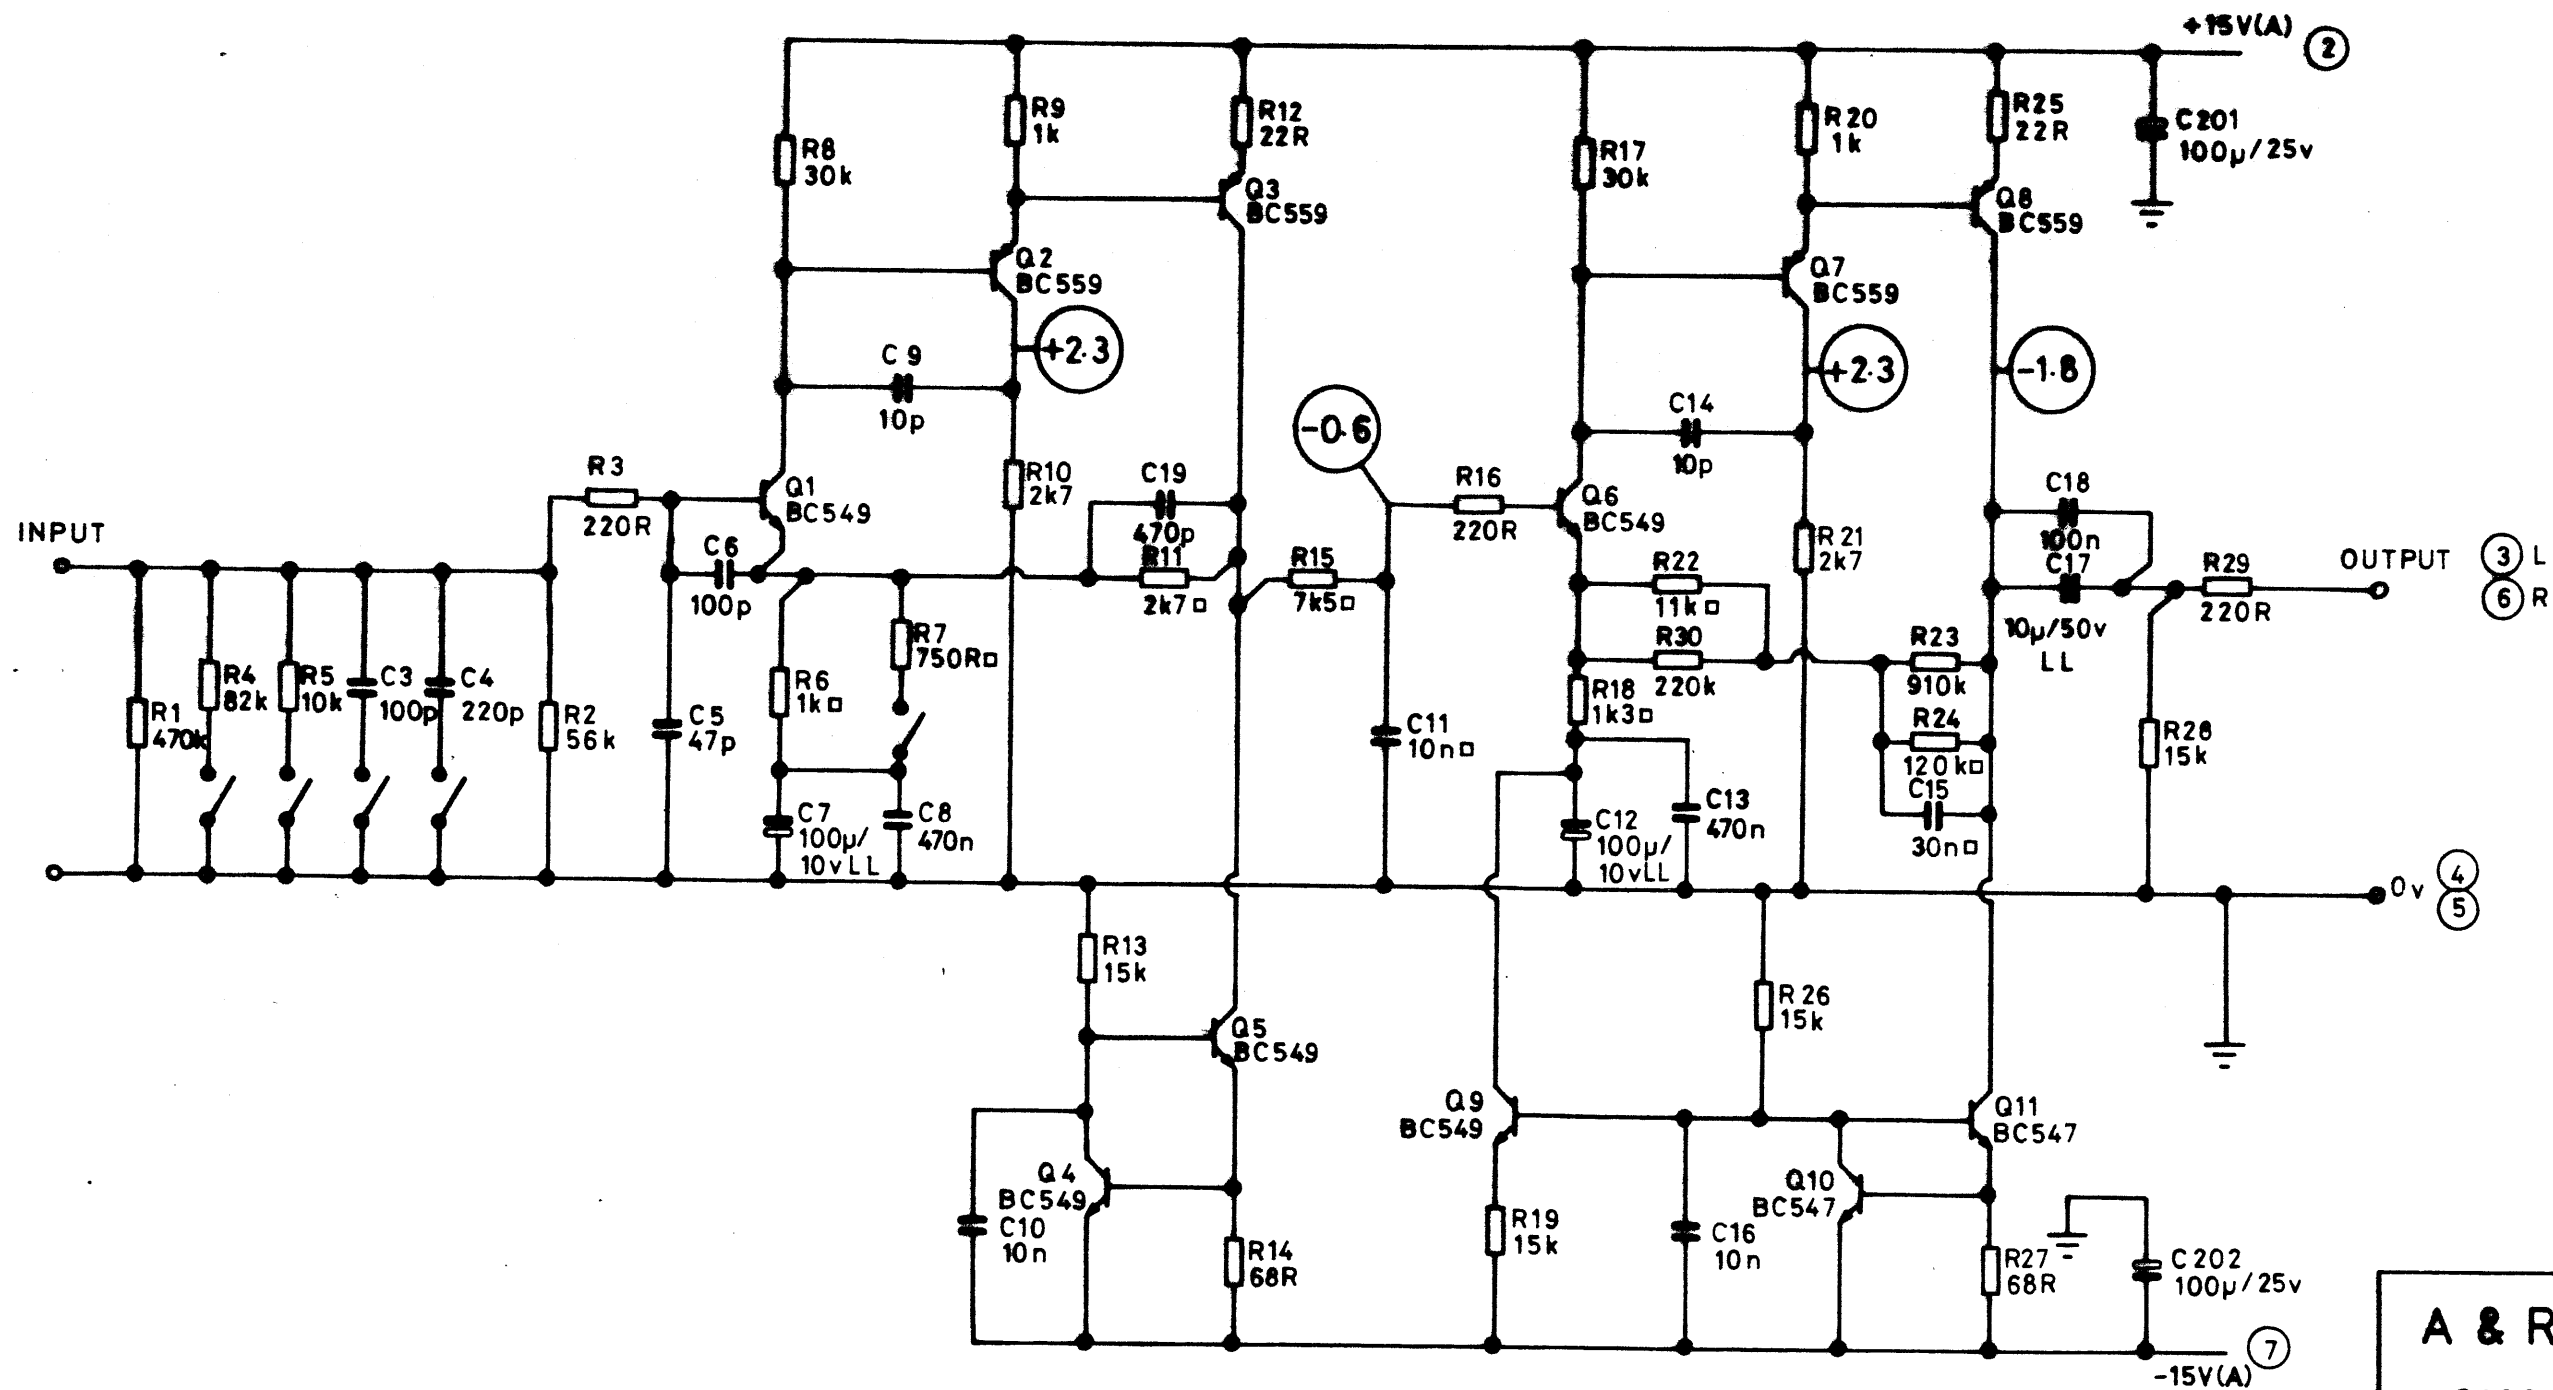 +15V(A) 2
R8
30k
R9
1k
R12
22R
R17
30k
R20
1k
R25
22R
C201
100µ/25v
Q2
BC559
Q3
BC559
Q7
BC559
Q8
BC559
+2.3
+2.3
-1.8
-0.6
C9
10p
C14
10p
INPUT
R3
220R
Q1
BC549
C6
100p
R10
2k7
C19
470p
R11
2k7□
R15
7k5□
R16
220R
Q6
BC549
R22
11k□
R30
220k
R18
1k3□
R21
2k7
R23
910k
R24
120k□
C15
30n□
C18
100n
C17
10µ/50v
LL
R29
220R
R28
15k
OUTPUT 3 L
6 R
R1
470k
R4
82k
R5
10k
C3
100p
C4
220p
R2
56k
C5
47p
R6
1k□
R7
750R□
C7
100µ/
10vLL
C8
470n
C11
10n□
C12
100µ/
10vLL
C13
470n
0v 4
5
R13
15k
Q5
BC549
Q4
BC549
C10
10n
R14
68R
Q9
BC549
R19
15k
R26
15k
C16
10n
Q10
BC547
Q11
BC547
R27
68R
C202
100µ/25v
-15V(A) 7
A & R